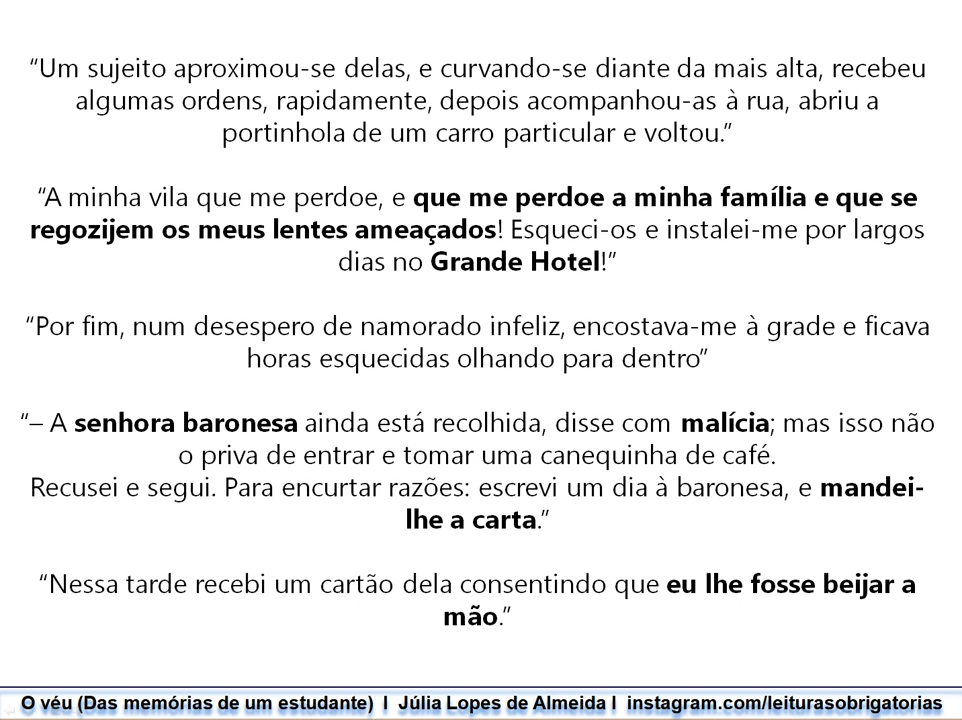 “Um sujeito aproximou-se delas, e curvando-se diante da mais alta, recebeu
algumas ordens, rapidamente, depois acompanhou-as à rua, abriu a
portinhola de um carro particular e voltou.”
“A minha vila que me perdoe, e que me perdoe a minha família e que se
regozijem os meus lentes ameaçados! Esqueci-os e instalei-me por largos
dias no Grande Hotel!”
“Por fim, num desespero de namorado infeliz, encostava-me à grade e ficava
horas esquecidas olhando para dentro”
“– A senhora baronesa ainda está recolhida, disse com malícia; mas isso não
o priva de entrar e tomar uma canequinha de café.
Recusei e segui. Para encurtar razões: escrevi um dia à baronesa, e mandei-
lhe a carta.”
“Nessa tarde recebi um cartão dela consentindo que eu lhe fosse beijar a
mão.”
O véu (Das memórias de um estudante) I Júlia Lopes de Almeida I instagram.com/leiturasobrigatorias